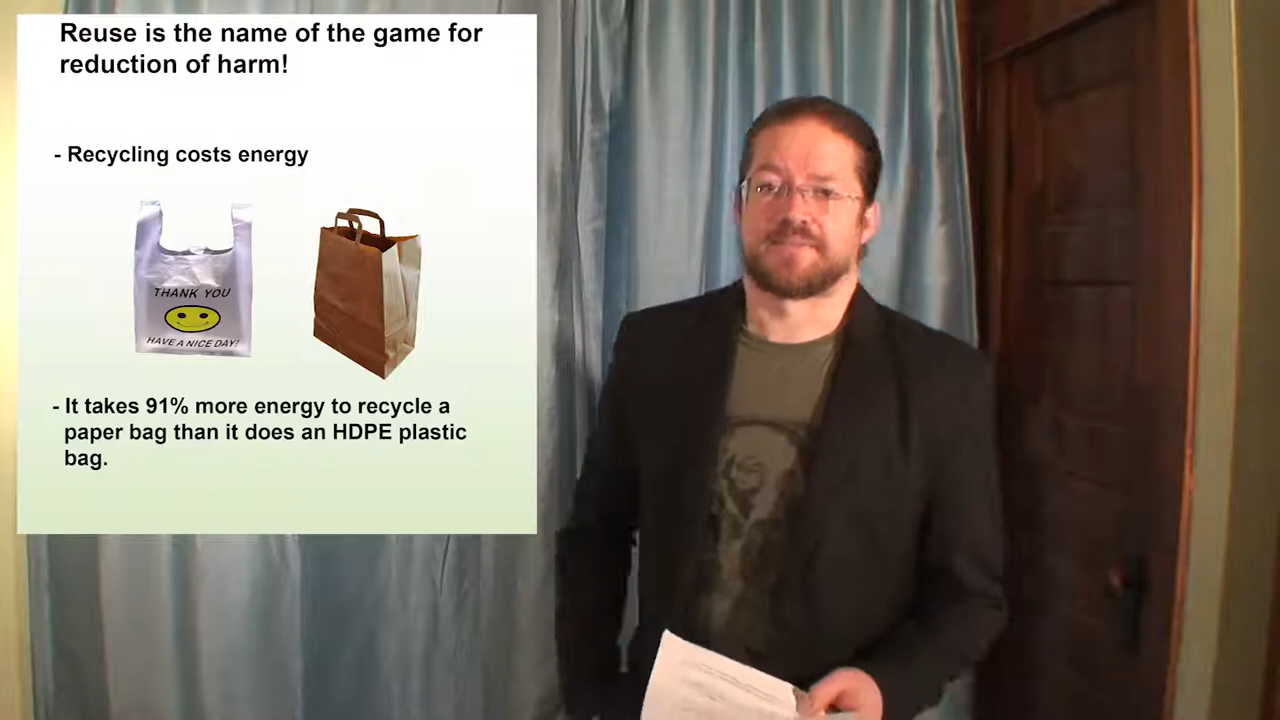 Reuse is the name of the game for
reduction of harm!
- Recycling costs energy
THANK YOU
HAVE A NICE DAY!
- It takes 91% more energy to recycle a
paper bag than it does an HDPE plastic
bag.